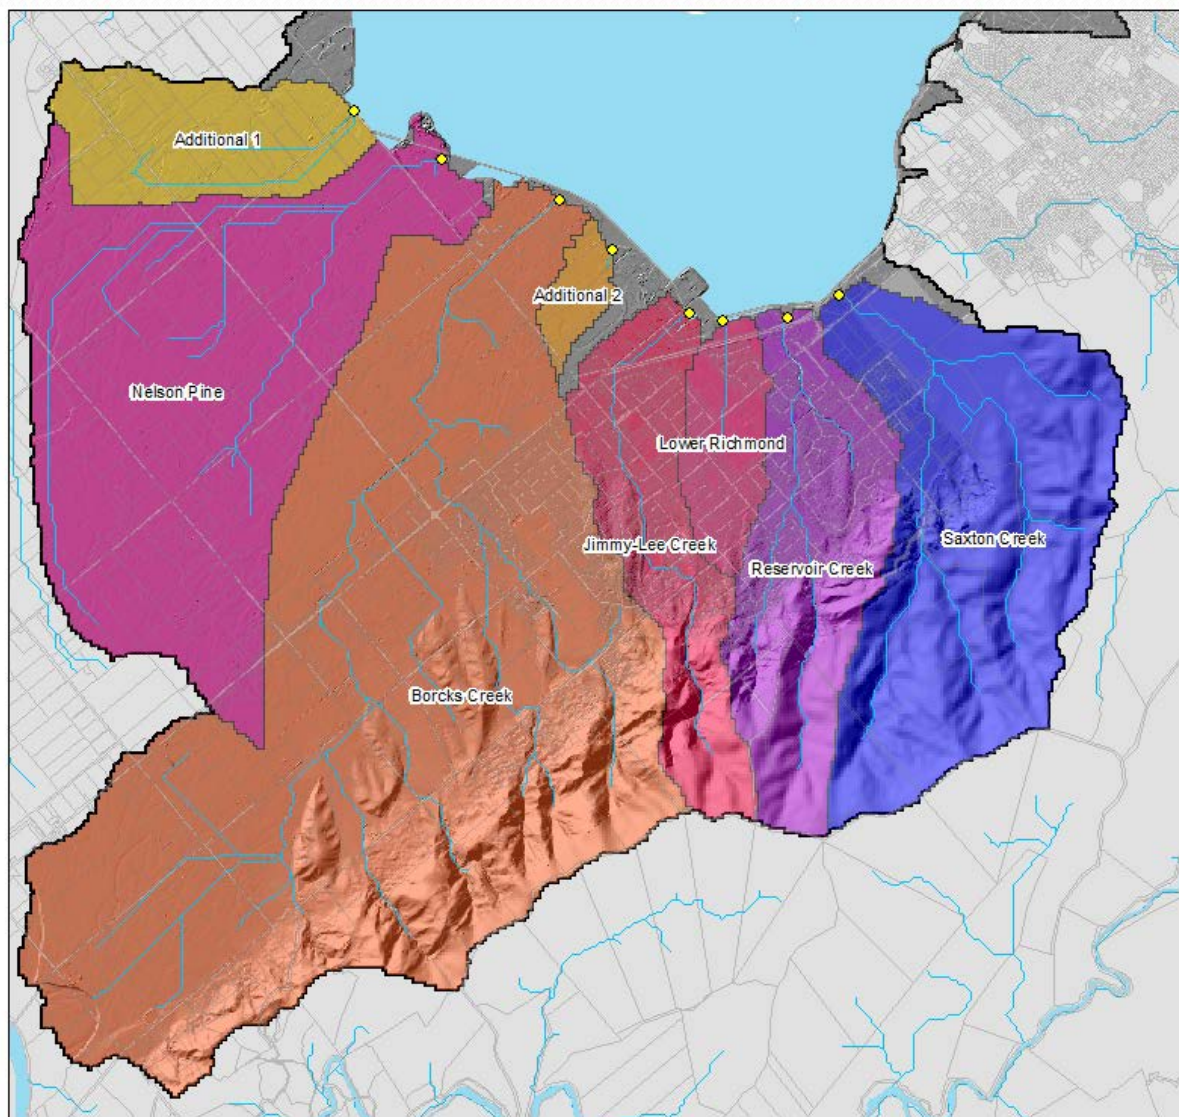 Additional 1
Additional 2
Nelson Pine
Lower Richmond
Jimmy-Lee Creek
Saxton Creek
Reservoir Creek
Borcks Creek